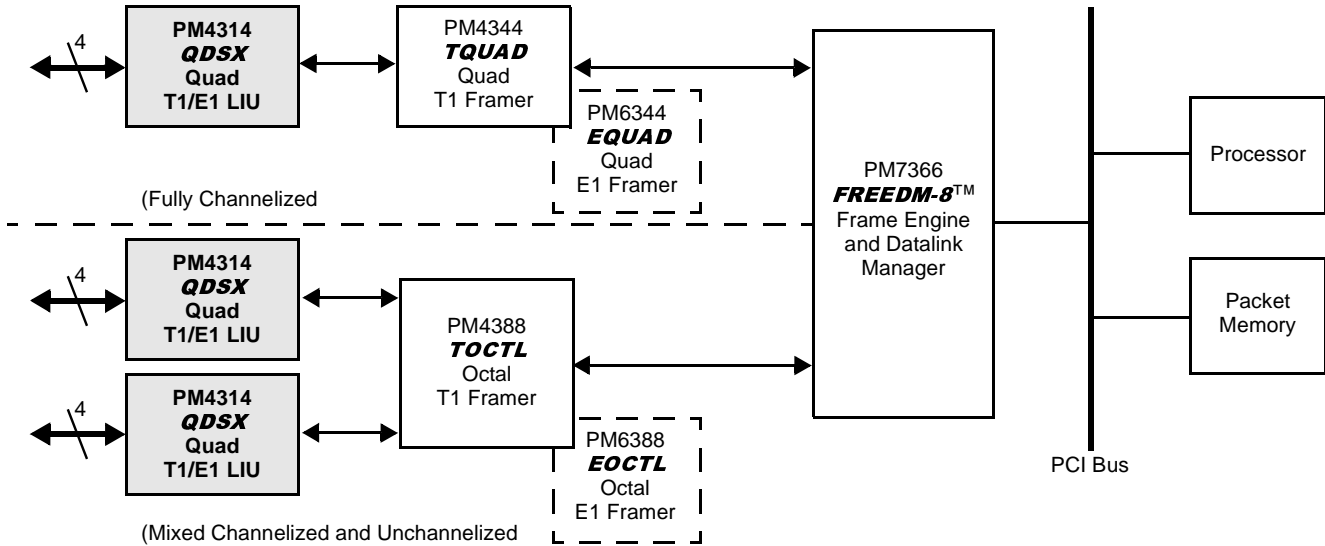 4
PM4314
QDSX
Quad
T1/E1 LIU
PM4344
TQUAD
Quad
T1 Framer
PM6344
EQUAD
Quad
E1 Framer
(Fully Channelized
4
PM4314
QDSX
Quad
T1/E1 LIU
4
PM4314
QDSX
Quad
T1/E1 LIU
PM4388
TOCTL
Octal
T1 Framer
PM6388
EOCTL
Octal
E1 Framer
(Mixed Channelized and Unchannelized
PM7366
FREEDM-8™
Frame Engine
and Datalink
Manager
Processor
Packet
Memory
PCI Bus